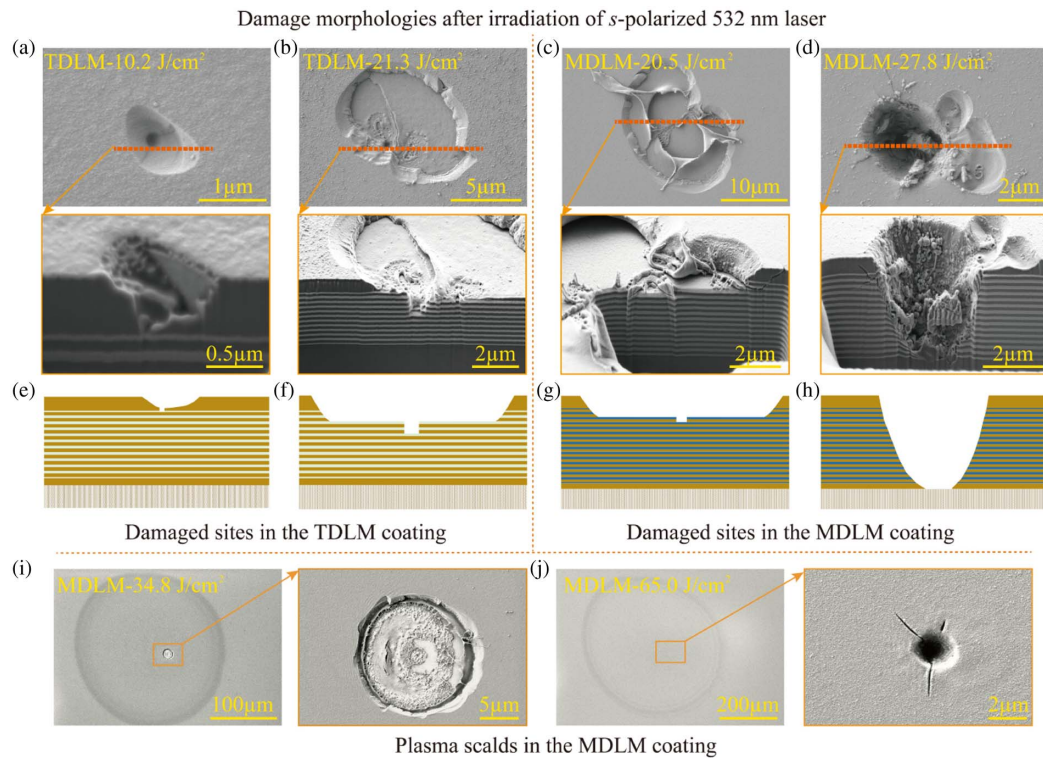 Damage morphologies after irradiation of s-polarized 532 nm laser
(a) (b) (c) (d)
TDLM-10.2 J/cm² TDLM-21.3 J/cm² MDLM-20.5 J/cm² MDLM-27.8 J/cm²
1μm 5μm 10μm 2μm
0.5μm 2μm 2μm 2μm
(e) (f) (g) (h)
Damaged sites in the TDLM coating Damaged sites in the MDLM coating
(i) (j)
MDLM-34.8 J/cm² MDLM-65.0 J/cm²
100μm 5μm 200μm 2μm
Plasma scalds in the MDLM coating